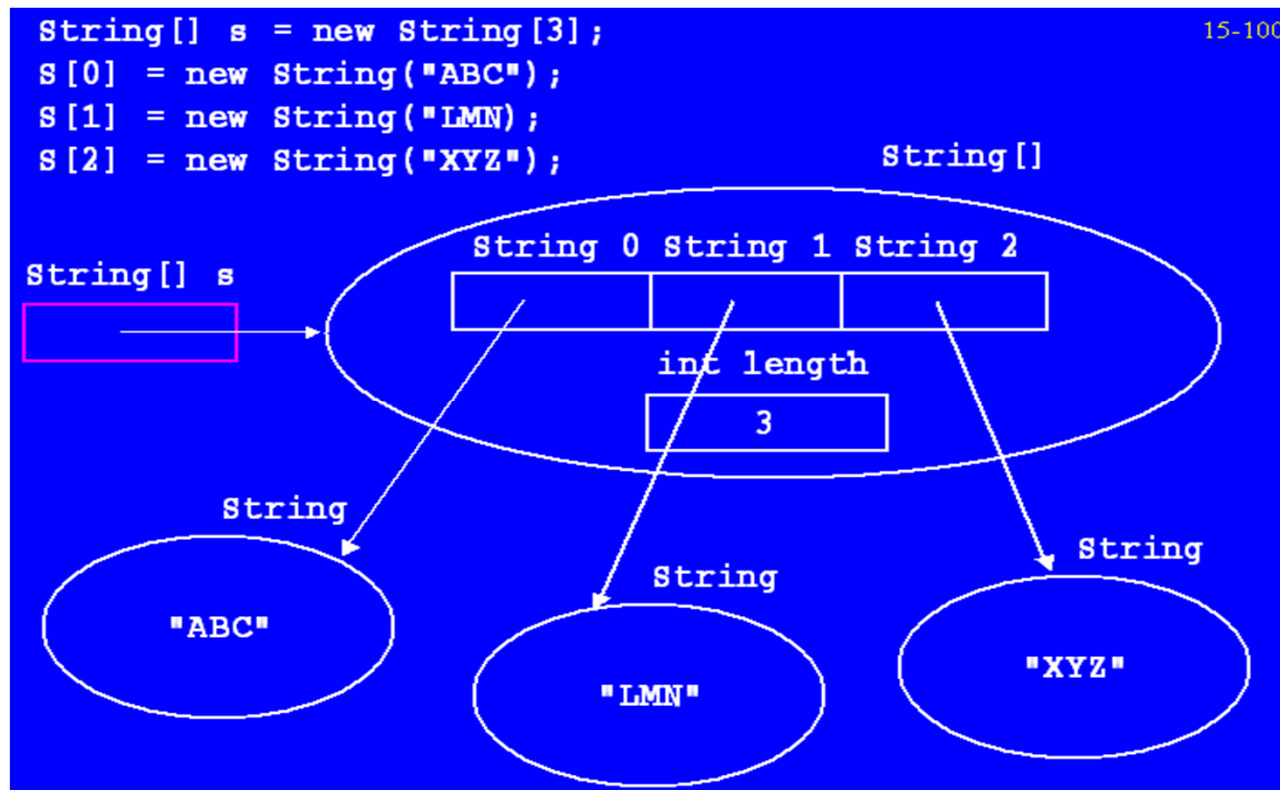 String[] s = new String[3];
15-100
S[0] = new String("ABC");
S[1] = new String("LMN);
S[2] = new String("XYZ");
String[]
String 0 String 1 String 2
String[] s
int length
3
String
String
String
"ABC"
"XYZ"
"LMN"